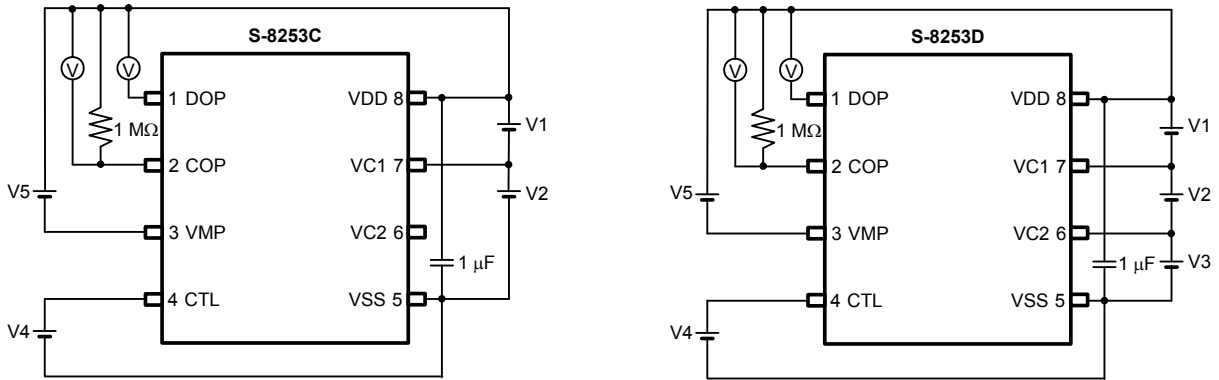 S-8253C
V
V
1 DOP
VDD 8
V1
1 MΩ
2 COP
VC1 7
V5
V2
3 VMP
VC2 6
1 μF
4 CTL
VSS 5
V4
S-8253D
V
V
1 DOP
VDD 8
V1
1 MΩ
2 COP
VC1 7
V5
V2
3 VMP
VC2 6
1 μF
V3
4 CTL
VSS 5
V4